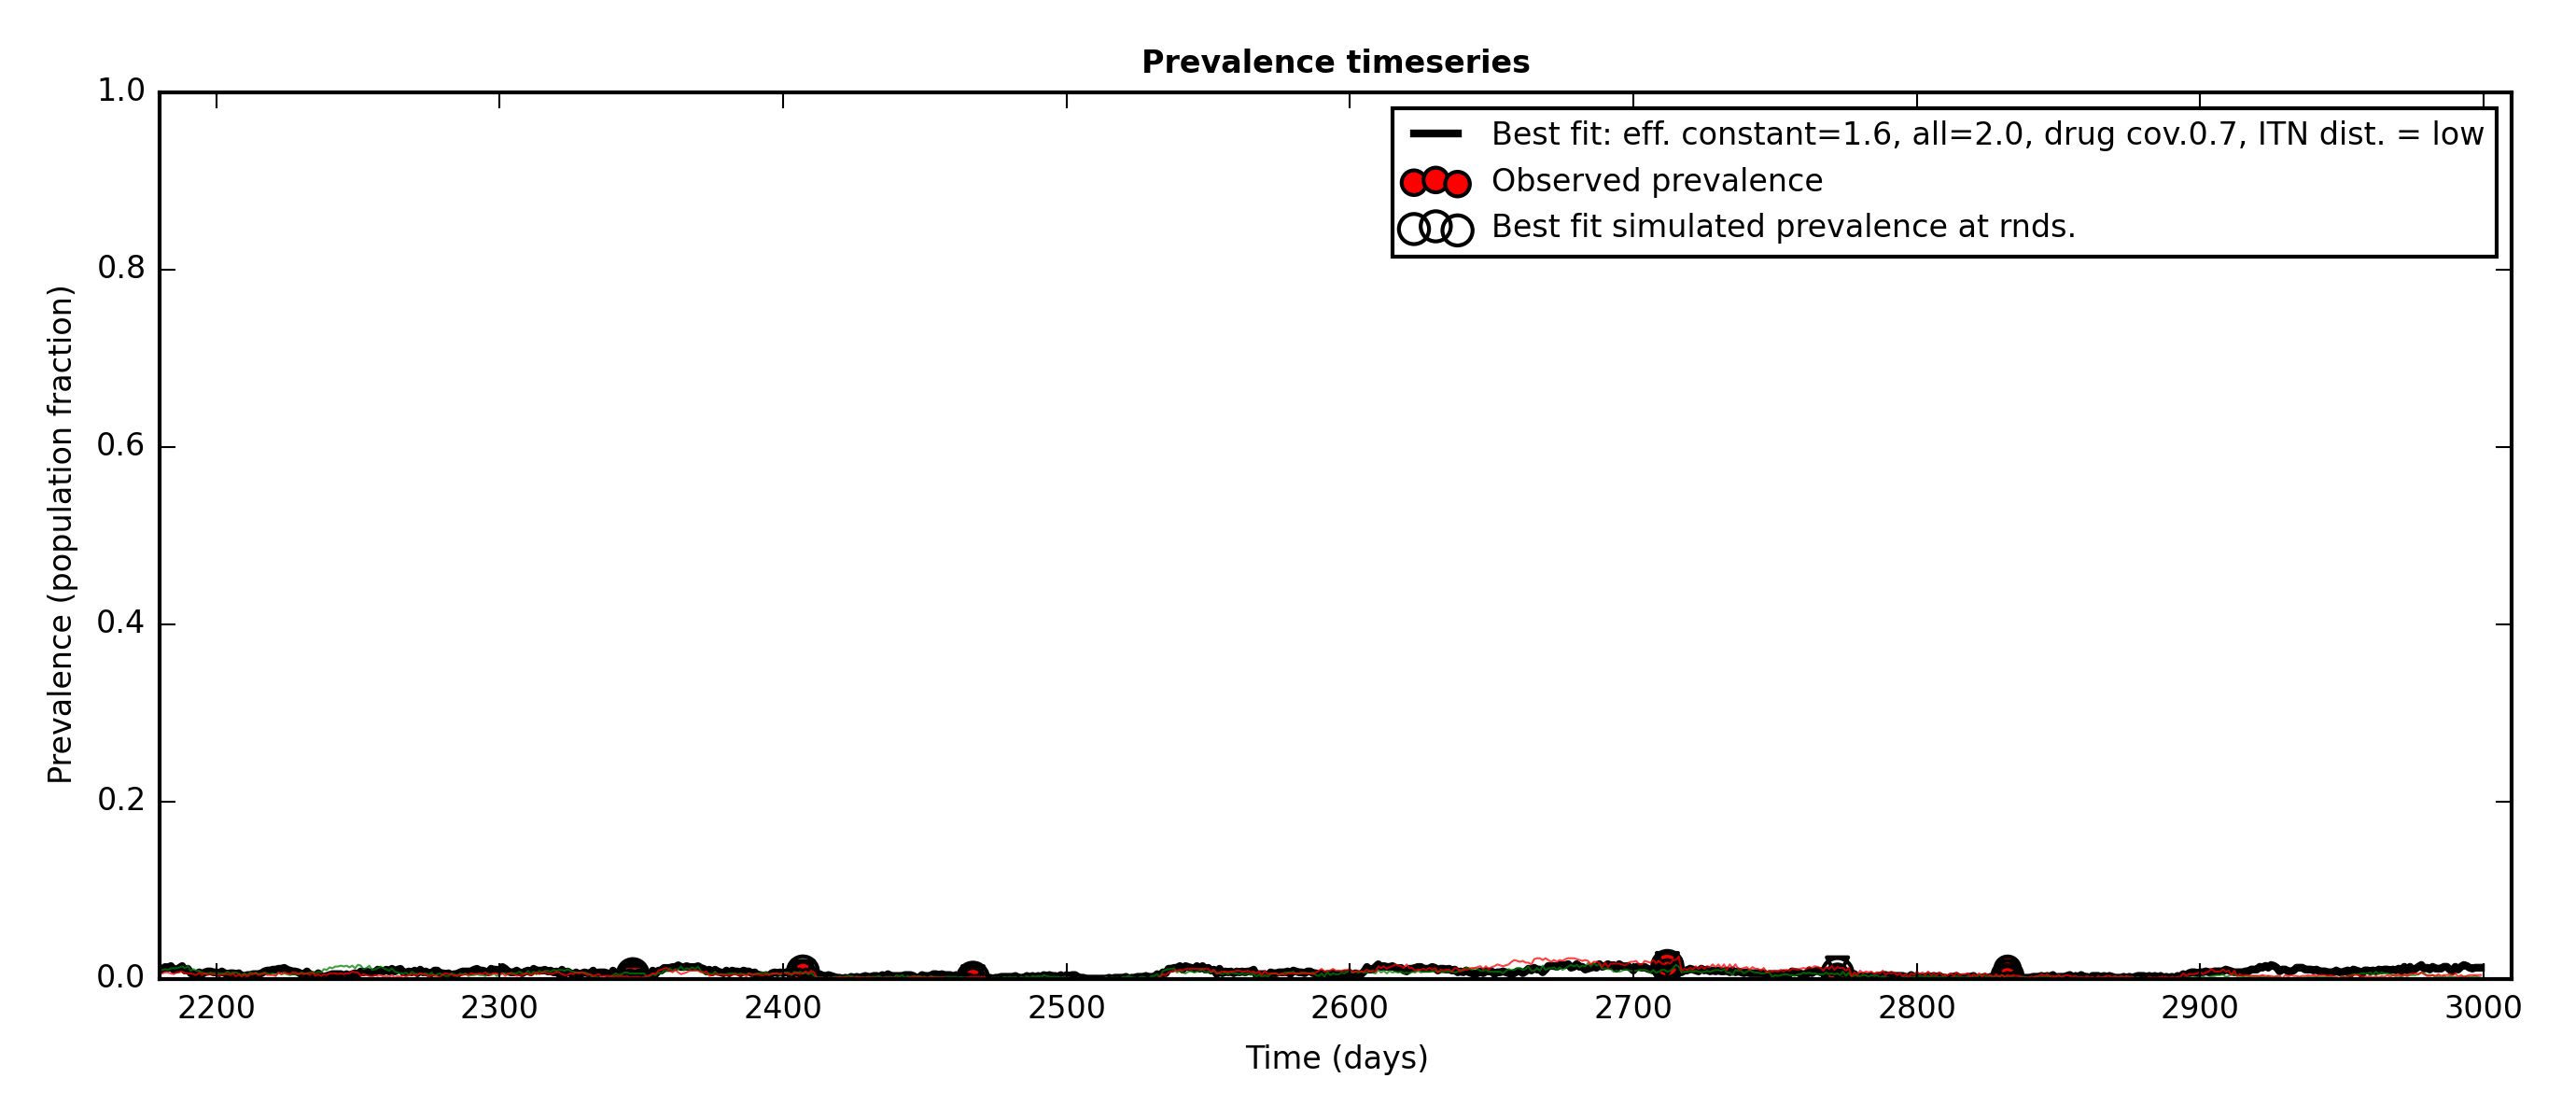 Prevalence timeseries
1.0
0.8
0.6
0.4
0.2
0.0
Prevalence (population fraction)
Best fit: eff. constant=1.6, all=2.0, drug cov.0.7, ITN dist. = low
Observed prevalence
Best fit simulated prevalence at rnds.
2200 2300 2400 2500 2600 2700 2800 2900 3000
Time (days)